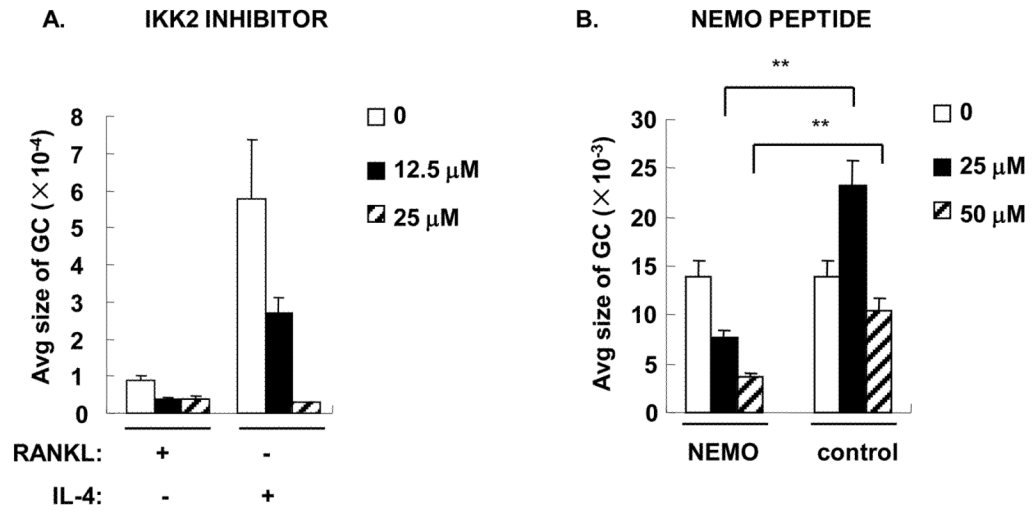 A. IKK2 INHIBITOR
Avg size of GC (×10-4)
8
7
6
5
4
3
2
1
0
0
12.5 μM
25 μM
RANKL: + -
IL-4: - +
B. NEMO PEPTIDE
Avg size of GC (×10-3)
30
25
20
15
10
5
0
**
**
0
25 μM
50 μM
NEMO control